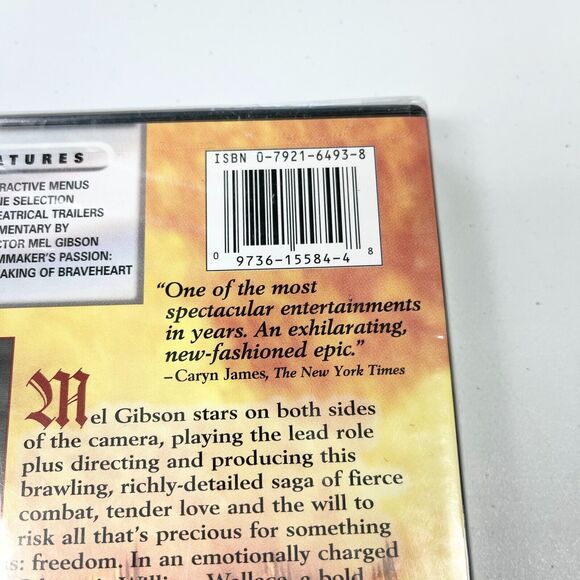 ATURES
RACTIVE MENUS
NE SELECTION
EATRICAL TRAILERS
MENTARY BY
CTOR MEL GIBSON
MMAKER'S PASSION:
AKING OF BRAVEHEART
ISBN 0-7921-6493-8
0 9736-15584-4 8
"One of the most
spectacular entertainments
in years. An exhilarating,
new-fashioned epic."
–Caryn James, The New York Times
Mel Gibson stars on both sides
of the camera, playing the lead role
plus directing and producing this
brawling, richly-detailed saga of fierce
combat, tender love and the will to
risk all that's precious for something
s: freedom. In an emotionally charged
William Wallace, a bold